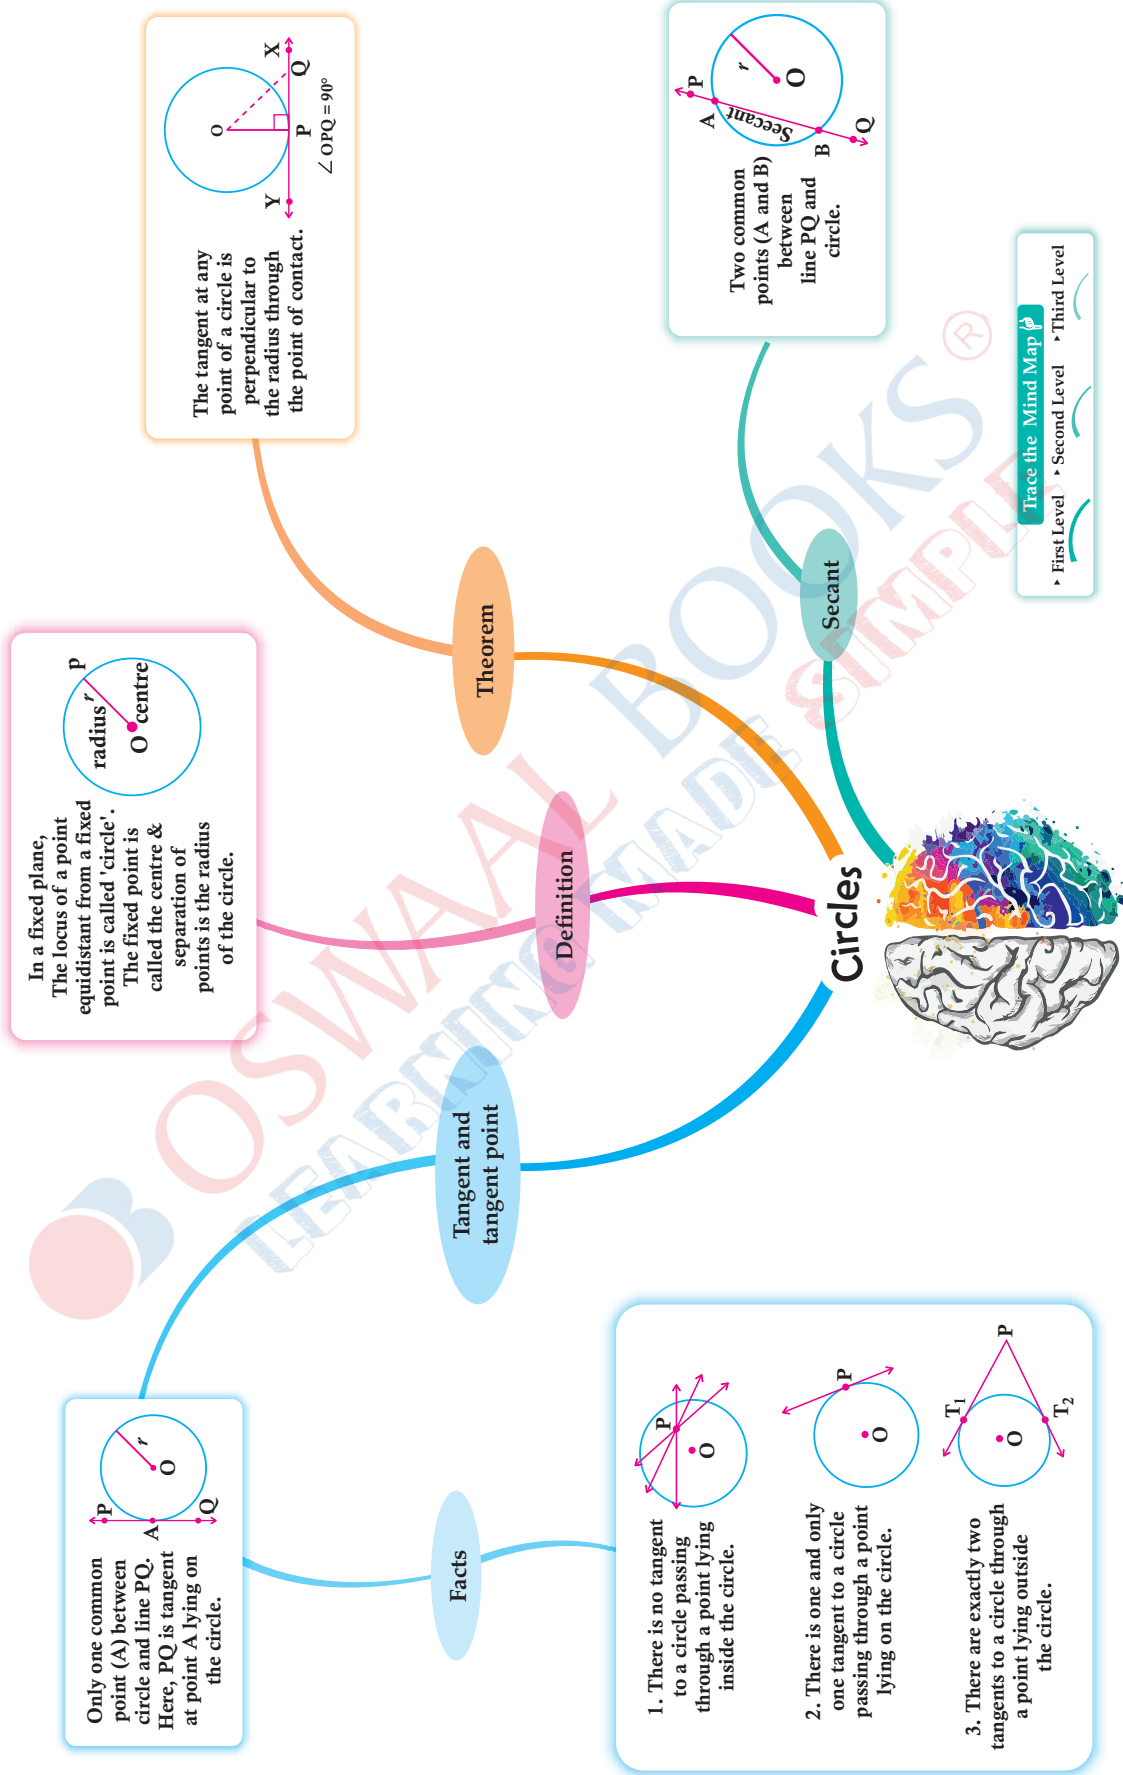 Only one common
point (A) between
circle and line PQ.
Here, PQ is tangent
at point A lying on
the circle.
P
A
Q
r
O
In a fixed plane,
The locus of a point
equidistant from a fixed
point is called 'circle'.
The fixed point is
called the centre &
separation of
points is the radius
of the circle.
radius
r
P
O
centre
The tangent at any
point of a circle is
perpendicular to
the radius through
the point of contact.
O
Y
P
Q
X
∠OPQ = 90°
Facts
Tangent and
tangent point
Definition
Theorem
1. There is no tangent
to a circle passing
through a point lying
inside the circle.
P
O
2. There is one and only
one tangent to a circle
passing through a point
lying on the circle.
P
O
3. There are exactly two
tangents to a circle through
a point lying outside
the circle.
T1
O
T2
P
Circles
Secant
Two common
points (A and B)
between
line PQ and
circle.
P
A
Seccant
B
Q
r
O
Trace the Mind Map
▸ First Level ▸ Second Level ▸ Third Level
OSWAAL BOOKS ®
LEARNING MADE SIMPLE